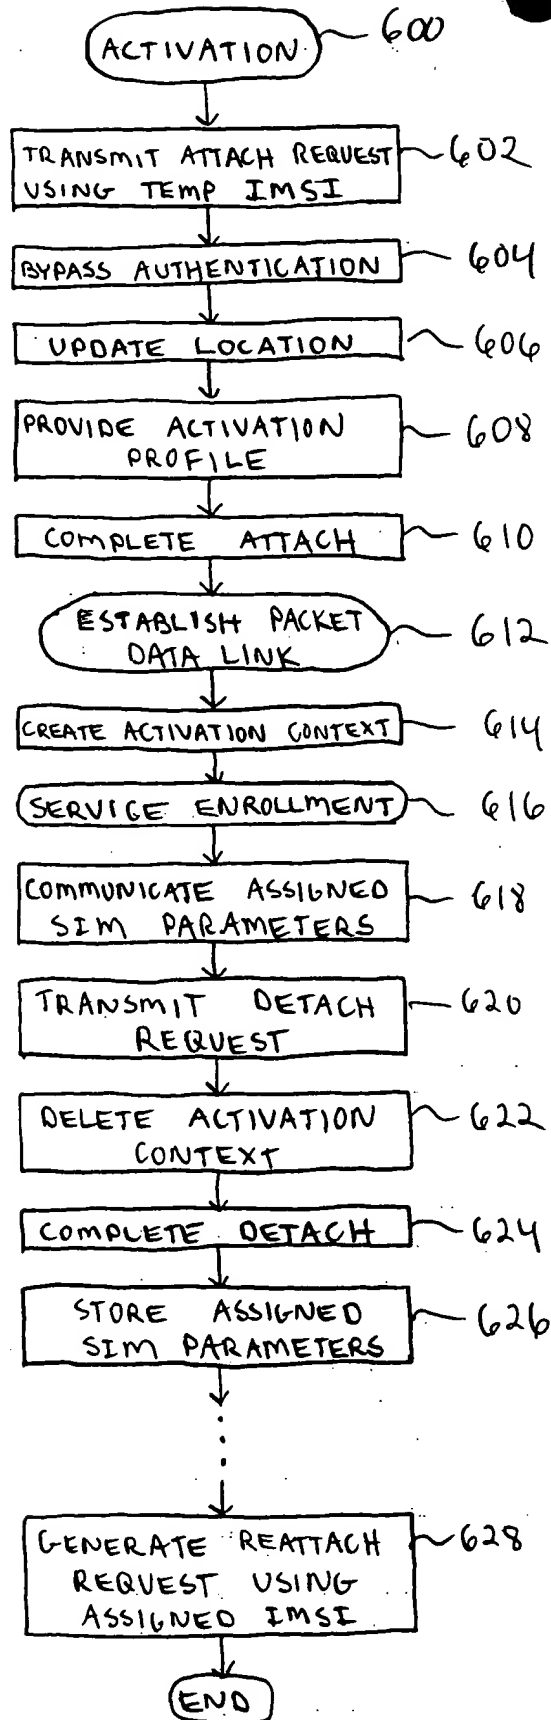 ACTIVATION 600
TRANSMIT ATTACH REQUEST 602
USING TEMP IMSI
BYPASS AUTHENTICATION 604
UPDATE LOCATION 606
PROVIDE ACTIVATION 608
PROFILE
COMPLETE ATTACH 610
ESTABLISH PACKET 612
DATA LINK
CREATE ACTIVATION CONTEXT 614
SERVICE ENROLLMENT 616
COMMUNICATE ASSIGNED 618
SIM PARAMETERS
TRANSMIT DETACH 620
REQUEST
DELETE ACTIVATION 622
CONTEXT
COMPLETE DETACH 624
STORE ASSIGNED 626
SIM PARAMETERS
GENERATE REATTACH 628
REQUEST USING
ASSIGNED IMSI
END